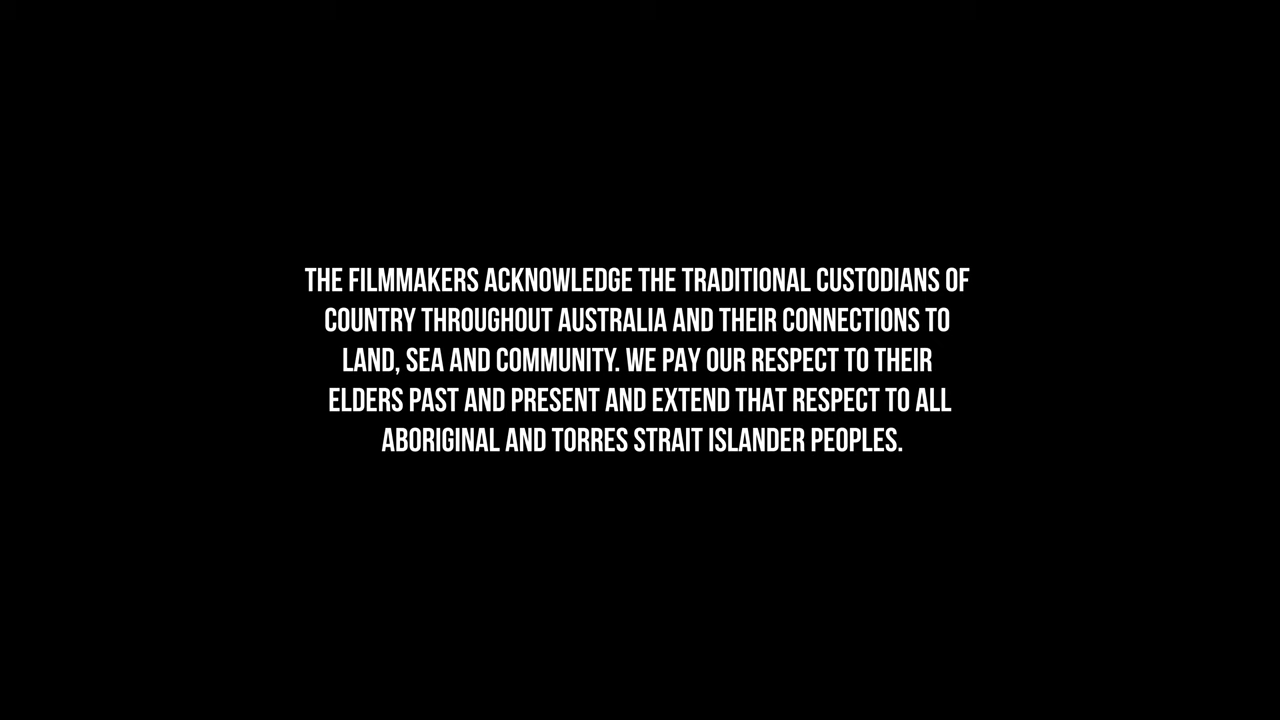 THE FILMMAKERS ACKNOWLEDGE THE TRADITIONAL CUSTODIANS OF
COUNTRY THROUGHOUT AUSTRALIA AND THEIR CONNECTIONS TO
LAND, SEA AND COMMUNITY. WE PAY OUR RESPECT TO THEIR
ELDERS PAST AND PRESENT AND EXTEND THAT RESPECT TO ALL
ABORIGINAL AND TORRES STRAIT ISLANDER PEOPLES.